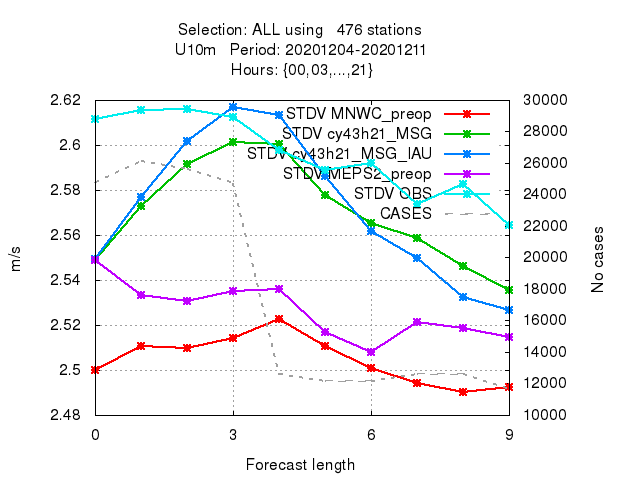 Selection: ALL using   476 stations
U10m   Period: 20201204-20201211
Hours: {00,03,...,21}
2.62
2.6
2.58
2.56
2.54
2.52
2.5
2.48
m/s
STDV MNWC_preop
STDV cy43h21_MSG
STDV cy43h21_MSG_IAU
STDV MEPS2_preop
STDV OBS
CASES
30000
28000
26000
24000
22000
20000
18000
16000
14000
12000
10000
No cases
0 3 6 9
Forecast length